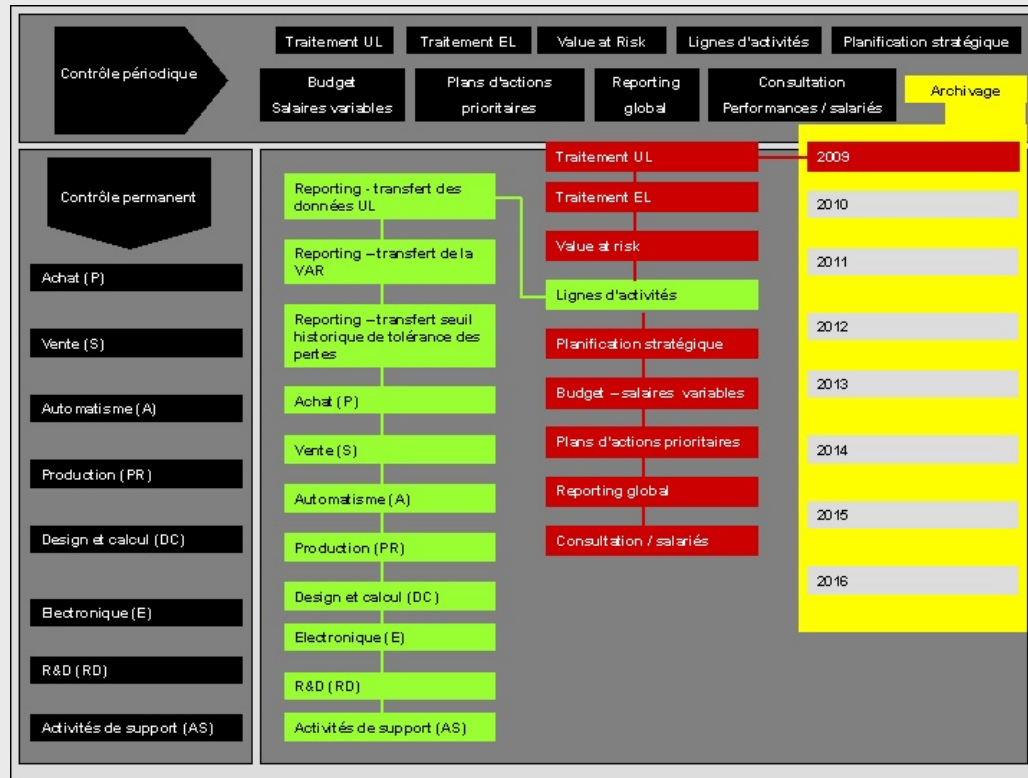 Contrôle périodique
Traitement UL
Traitement EL
Value at Risk
Lignes d'activités
Planification stratégique
Budget
Salaires variables
Plans d'actions
prioritaires
Reporting
global
Consultation
Performances / salariés
Archivage
Contrôle permanent
Achat (P)
Vente (S)
Automatisme (A)
Production (PR)
Design et calcul (DC)
Electronique (E)
R&D (RD)
Activités de support (AS)
Reporting - transfert des
données UL
Reporting – transfert de la
VAR
Reporting – transfert seuil
historique de tolérance des
pertes
Achat (P)
Vente (S)
Automatisme (A)
Production (PR)
Design et calcul (DC)
Electronique (E)
R&D (RD)
Activités de support (AS)
Traitement UL
Traitement EL
Value at risk
Lignes d'activités
Planification stratégique
Budget – salaires variables
Plans d'actions prioritaires
Reporting global
Consultation / salariés
2009
2010
2011
2012
2013
2014
2015
2016